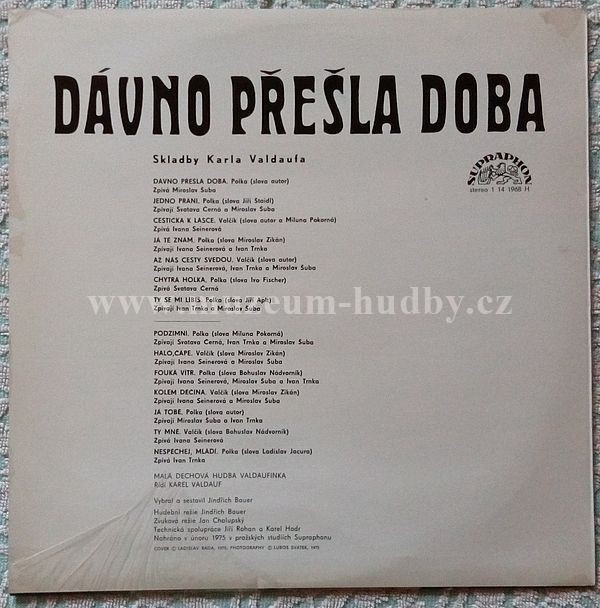 DÁVNO PŘEŠLA DOBA
Skladby Karla Valdaufa
SUPRAPHON
stereo 1 14 1968 H
DÁVNO PŘEŠLA DOBA. Polka (slova autor)
Zpívá Miroslav Šuba
JEDNO PŘÁNÍ. Polka (slova Jiří Staidl)
Zpívají Svatava Černá a Miroslav Šuba
CESTIČKA K LÁSCE. Valčík (slova autor a Miluna Pokorná)
Zpívá Ivana Seinerová
JÁ TĚ ZNÁM. Polka (slova Miroslav Zikán)
Zpívají Ivana Seinerová a Ivan Trnka
AŽ NÁS CESTY SVEDOU. Valčík (slova autor)
Zpívají Ivana Seinerová, Ivan Trnka a Miroslav Šuba
CHYTRÁ HOLKA. Polka (slova Ivo Fischer)
Zpívá Svatava Černá
TY SE MI LÍBÍŠ. Polka (slova Jiří Aplt)
Zpívají Ivan Trnka a Miroslav Šuba
www.muzeum-hudby.cz
PODZIMNÍ. Polka (slova Miluna Pokorná)
Zpívají Svatava Černá, Ivan Trnka a Miroslav Šuba
HALÓ, ČÁPE. Valčík (slova Miroslav Zikán)
Zpívají Ivana Seinerová a Miroslav Šuba
FOUKÁ VÍTR. Polka (slova Bohuslav Nádvorník)
Zpívají Ivana Seinerová, Miroslav Šuba a Ivan Trnka
KOLEM DĚČÍNA. Valčík (slova Miroslav Zikán)
Zpívají Ivana Seinerová a Miroslav Šuba
JÁ TOBĚ. Polka (slova autor)
Zpívají Ivan Trnka a Miroslav Šuba
TY MNĚ. Valčík (slova Bohuslav Nádvorník)
Zpívá Ivana Seinerová
NESPĚCHEJ, MLÁDÍ. Polka (slova Ladislav Jacura)
Zpívá Ivan Trnka
MALÁ DECHOVÁ HUDBA VALDAUFINKA
Řídí KAREL VALDAUF
Vybral a sestavil Jindřich Bauer
Hudební režie Jindřich Bauer
Zvuková režie Jan Chalupský
Technická spolupráce Jiří Rohan a Karel Hodr
Nahráno v únoru 1975 v pražských studiích Supraphonu
COVER © LADISLAV RADA, 1975, PHOTOGRAPHY © LUBOŠ SVÁTEK, 1975